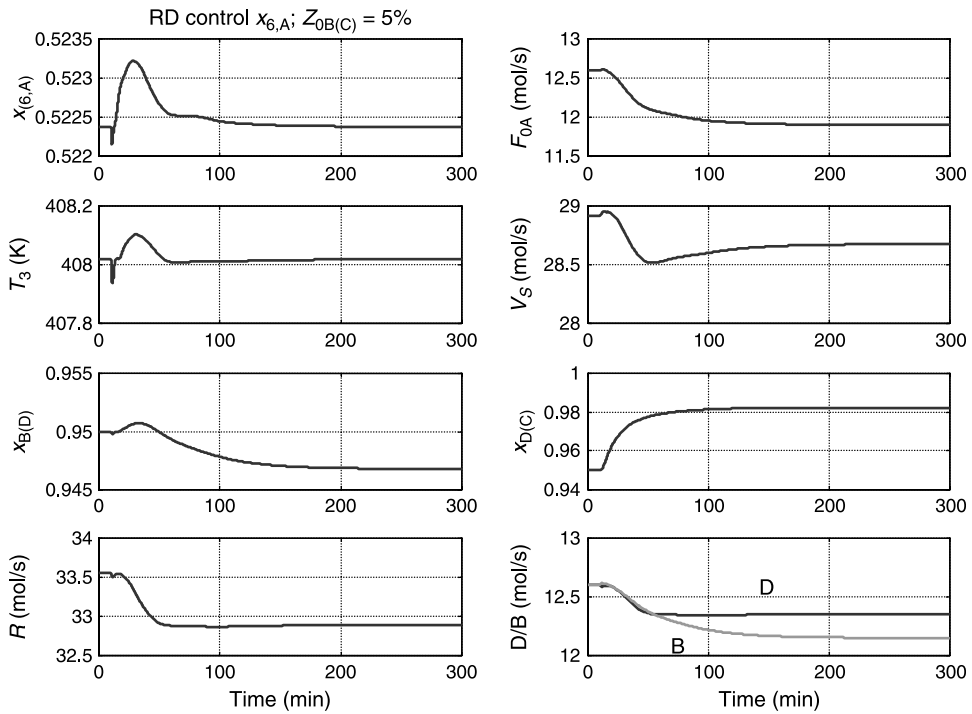 RD control x6,A; Z0B(C) = 5%
x(6,A)
0.5235
0.523
0.5225
0.522
0 100 200 300
F0A (mol/s)
13
12.5
12
11.5
0 100 200 300
T3 (K)
408.2
408
407.8
0 100 200 300
VS (mol/s)
29
28.5
28
0 100 200 300
xB(D)
0.955
0.95
0.945
0 100 200 300
xD(C)
1
0.98
0.96
0.94
0 100 200 300
R (mol/s)
34
33.5
33
32.5
0 100 200 300
Time (min)
D/B (mol/s)
13
12.5
12
D
B
0 100 200 300
Time (min)